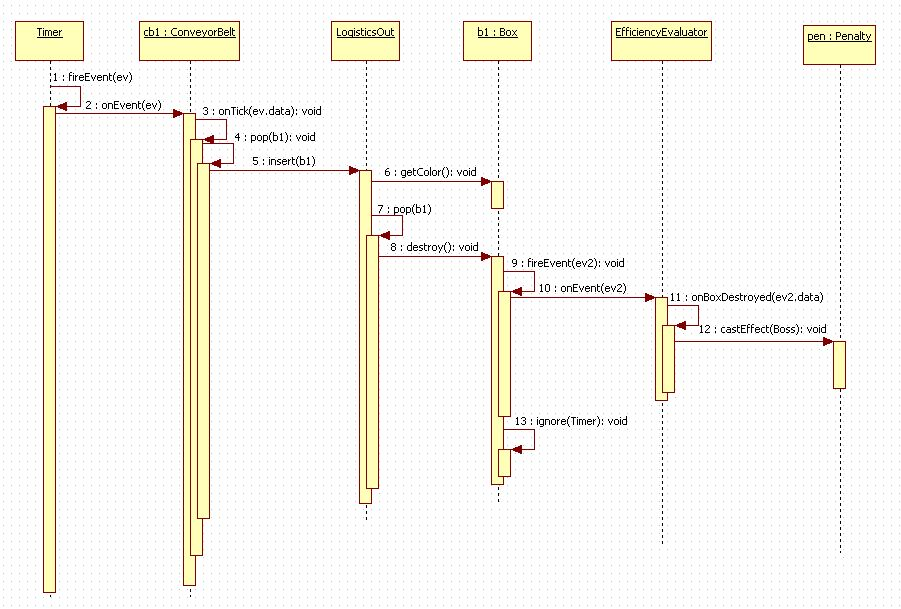 Timer
cb1 : ConveyorBelt
LogisticsOut
b1 : Box
EfficiencyEvaluator
pen : Penalty
1 : fireEvent(ev)
2 : onEvent(ev)
3 : onTick(ev.data): void
4 : pop(b1): void
5 : insert(b1)
6 : getColor(): void
7 : pop(b1)
8 : destroy(): void
9 : fireEvent(ev2): void
10 : onEvent(ev2)
11 : onBoxDestroyed(ev2.data)
12 : castEffect(Boss): void
13 : ignore(Timer): void